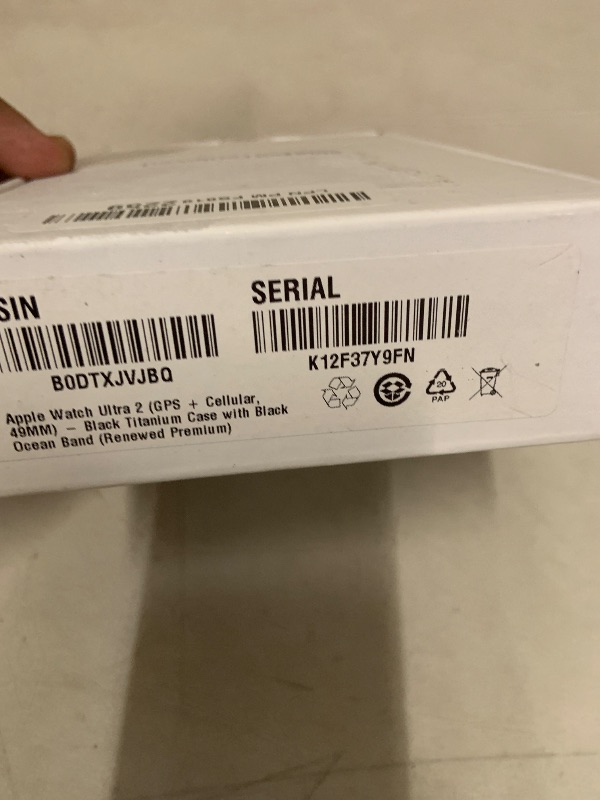 SIN
B0DTXJVJBQ
Apple Watch Ultra 2 (GPS + Cellular,
49MM) – Black Titanium Case with Black
Ocean Band (Renewed Premium)
SERIAL
K12F37Y9FN
20
PAP